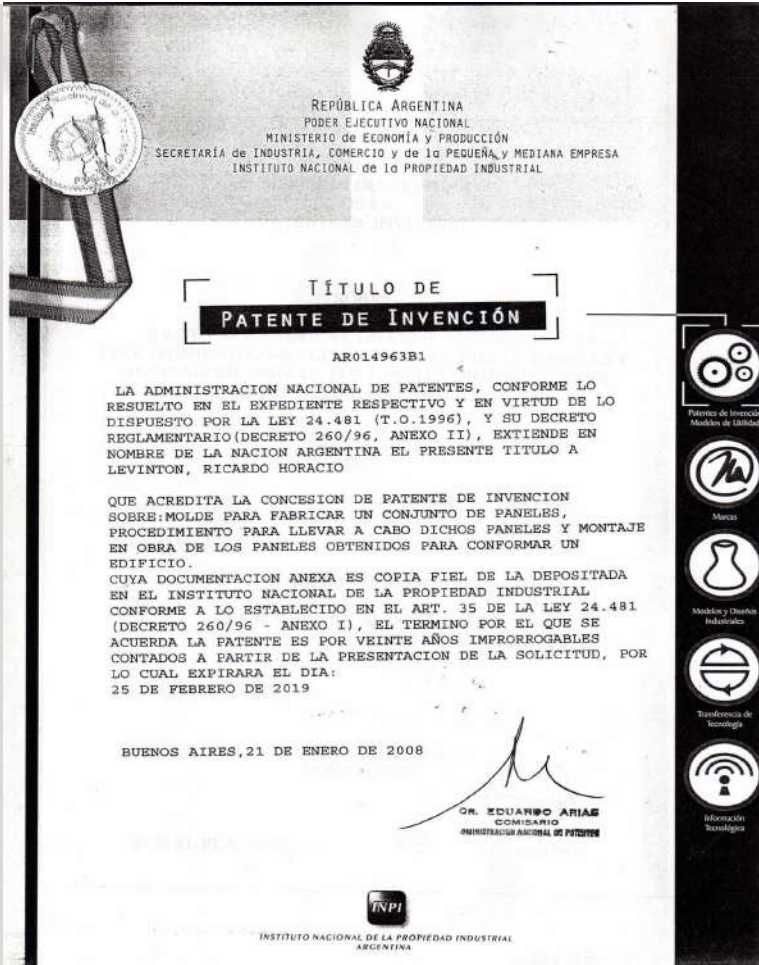 REPÚBLICA ARGENTINA
PODER EJECUTIVO NACIONAL
MINISTERIO de ECONOMÍA y PRODUCCIÓN
SECRETARÍA de INDUSTRIA, COMERCIO y de la PEQUEÑA y MEDIANA EMPRESA
INSTITUTO NACIONAL de la PROPIEDAD INDUSTRIAL
TÍTULO DE
PATENTE DE INVENCIÓN
AR014963B1
LA ADMINISTRACION NACIONAL DE PATENTES, CONFORME LO
RESUELTO EN EL EXPEDIENTE RESPECTIVO Y EN VIRTUD DE LO
DISPUESTO POR LA LEY 24.481 (T.O.1996), Y SU DECRETO
REGLAMENTARIO(DECRETO 260/96, ANEXO II), EXTIENDE EN
NOMBRE DE LA NACION ARGENTINA EL PRESENTE TITULO A
LEVINTON, RICARDO HORACIO
QUE ACREDITA LA CONCESION DE PATENTE DE INVENCION
SOBRE:MOLDE PARA FABRICAR UN CONJUNTO DE PANELES,
PROCEDIMIENTO PARA LLEVAR A CABO DICHOS PANELES Y MONTAJE
EN OBRA DE LOS PANELES OBTENIDOS PARA CONFORMAR UN
EDIFICIO.
CUYA DOCUMENTACION ANEXA ES COPIA FIEL DE LA DEPOSITADA
EN EL INSTITUTO NACIONAL DE LA PROPIEDAD INDUSTRIAL
CONFORME A LO ESTABLECIDO EN EL ART. 35 DE LA LEY 24.481
(DECRETO 260/96 - ANEXO I), EL TERMINO POR EL QUE SE
ACUERDA LA PATENTE ES POR VEINTE AÑOS IMPRORROGABLES
CONTADOS A PARTIR DE LA PRESENTACION DE LA SOLICITUD, POR
LO CUAL EXPIRARA EL DIA:
25 DE FEBRERO DE 2019
BUENOS AIRES,21 DE ENERO DE 2008
DR. EDUARDO ARIAS
COMISARIO
ADMINISTRACION NACIONAL DE PATENTES
Patentes de Invención
Modelos de Utilidad
Marcas
Modelos y Diseños
Industriales
Transferencia de
Tecnología
Información
Tecnológica
INPI
INSTITUTO NACIONAL DE LA PROPIEDAD INDUSTRIAL
ARGENTINA